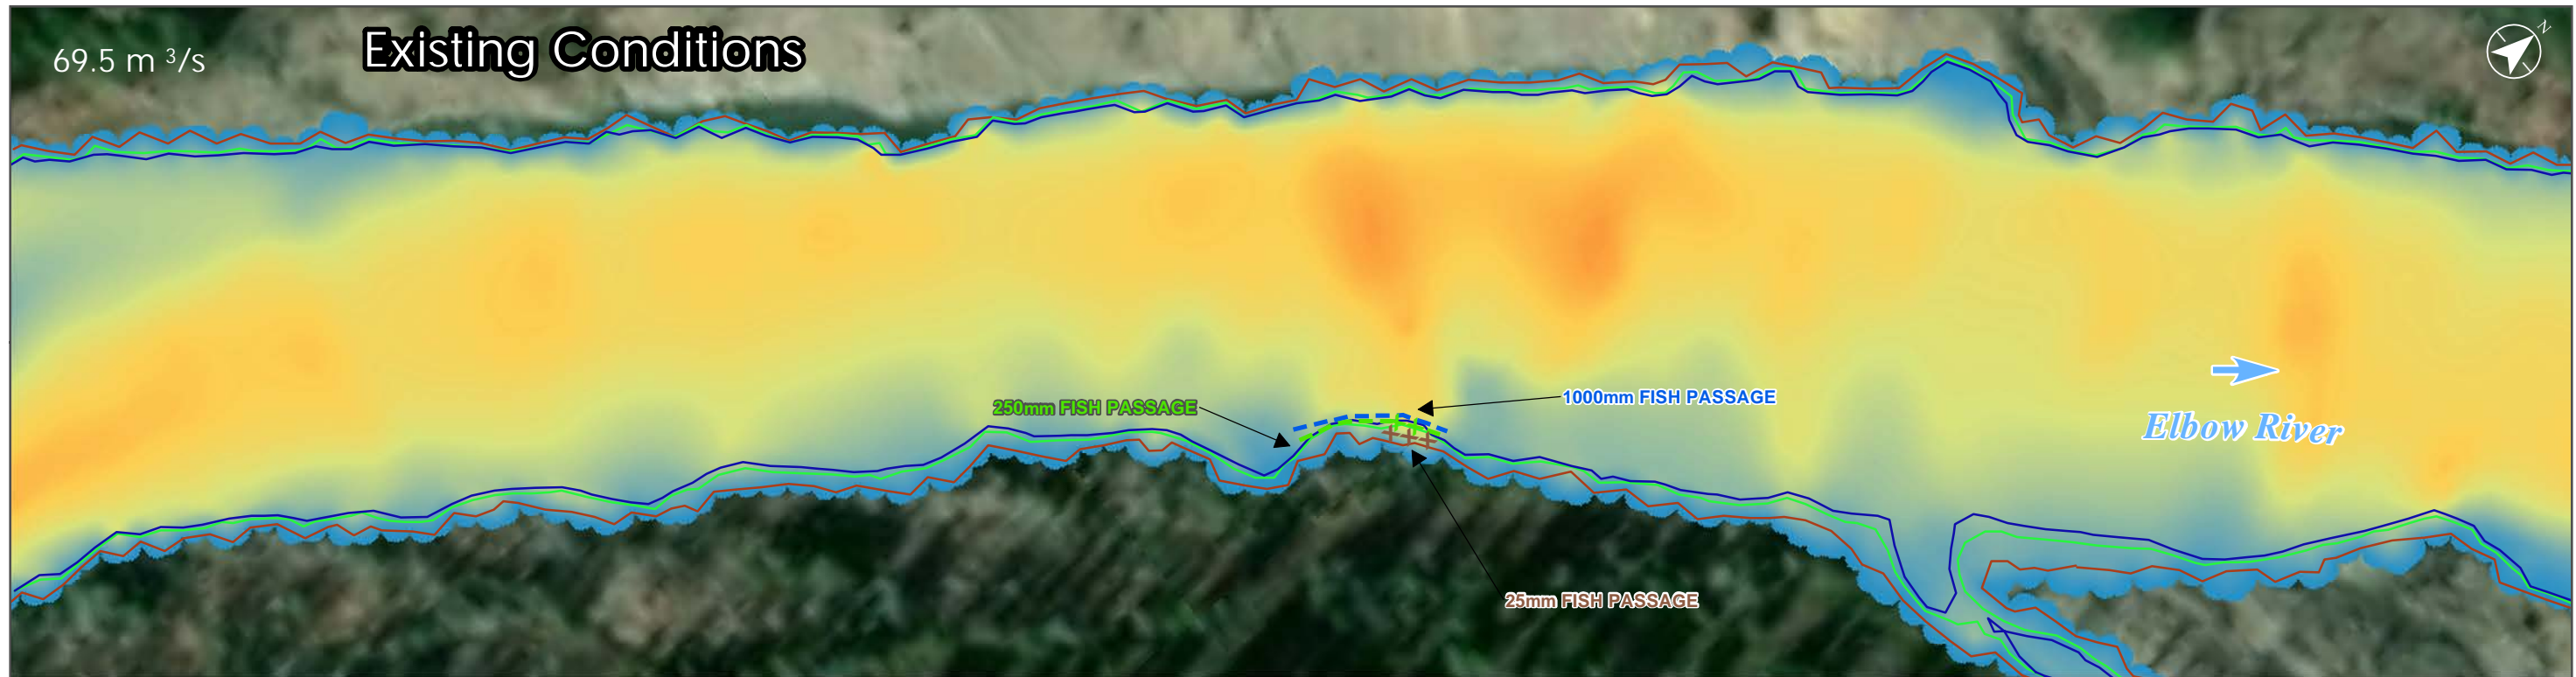 Existing Conditions
69.5 m ³/s
N
250mm FISH PASSAGE
1000mm FISH PASSAGE
Elbow River
25mm FISH PASSAGE